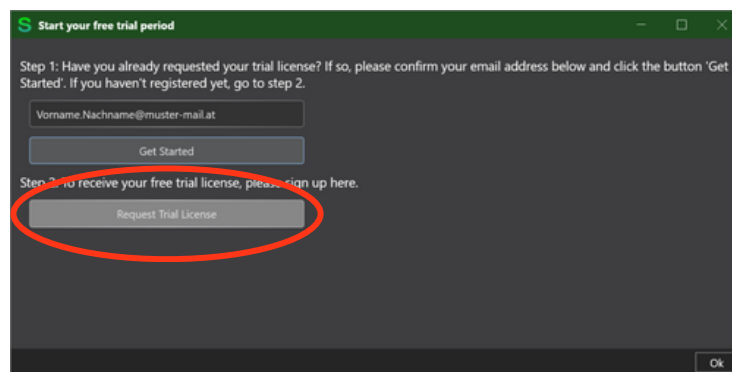 S Start your free trial period
Step 1: Have you already requested your trial license? If so, please confirm your email address below and click the button 'Get
Started'. If you haven't registered yet, go to step 2.
Vorname.Nachname@muster-mail.at
Get Started
Step 2: To receive your free trial license, please sign up here.
Request Trial License
Ok